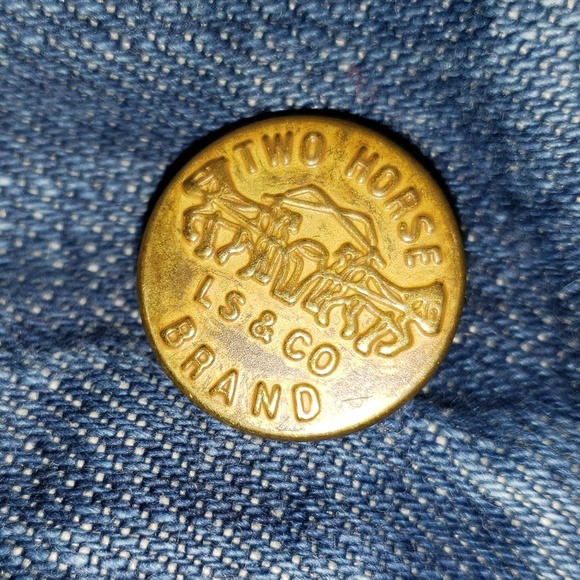 TWO HORSE
LS & CO
BRAND